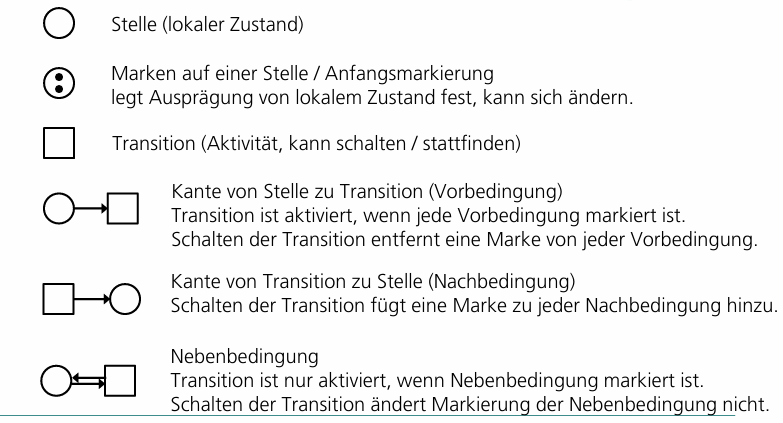 Stelle (lokaler Zustand)
Marken auf einer Stelle / Anfangsmarkierung
legt Ausprägung von lokalem Zustand fest, kann sich ändern.
Transition (Aktivität, kann schalten / stattfinden)
Kante von Stelle zu Transition (Vorbedingung)
Transition ist aktiviert, wenn jede Vorbedingung markiert ist.
Schalten der Transition entfernt eine Marke von jeder Vorbedingung.
Kante von Transition zu Stelle (Nachbedingung)
Schalten der Transition fügt eine Marke zu jeder Nachbedingung hinzu.
Nebenbedingung
Transition ist nur aktiviert, wenn Nebenbedingung markiert ist.
Schalten der Transition ändert Markierung der Nebenbedingung nicht.